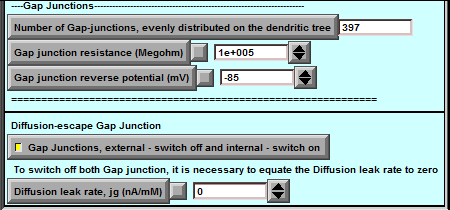 ----Gap Junctions----------------------------------------------------------------
Number of Gap-junctions, evenly distributed on the dendritic tree 397
Gap junction resistance (Megohm) 1e+005
Gap junction reverse potential (mV) -85
=============================================================
Diffusion-escape Gap Junction
Gap Junctions, external - switch off and internal - switch on
To switch off both Gap junction, it is necessary to equate the Diffusion leak rate to zero
Diffusion leak rate, jg (nA/mM) 0